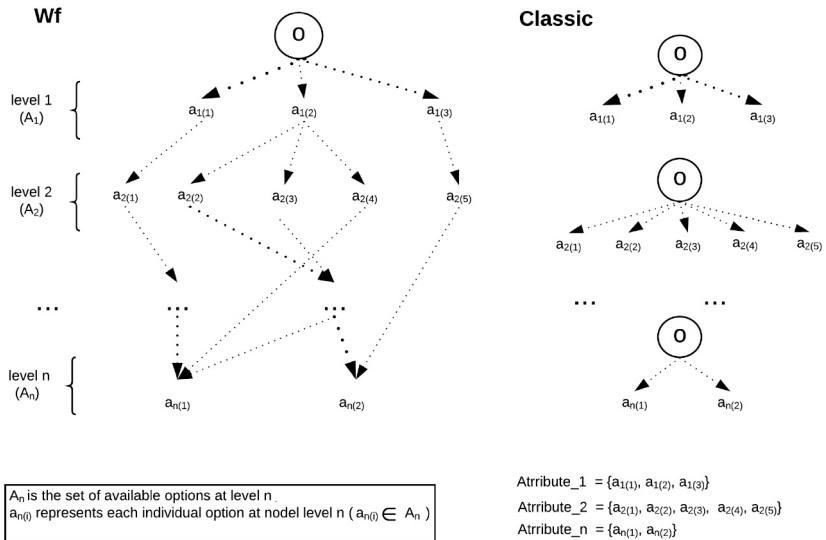 Wf
O
level 1
(A1)
a1(1) a1(2) a1(3)
level 2
(A2)
a2(1) a2(2) a2(3) a2(4) a2(5)
... ... ...
level n
(An)
an(1) an(2)
An is the set of available options at level n .
an(i) represents each individual option at nodel level n ( an(i) ∈ An )
Classic
O
a1(1) a1(2) a1(3)
O
a2(1) a2(2) a2(3) a2(4) a2(5)
... ...
O
an(1) an(2)
Atrribute_1 = {a1(1), a1(2), a1(3)}
Atrribute_2 = {a2(1), a2(2), a2(3), a2(4), a2(5)}
Atrribute_n = {an(1), an(2)}